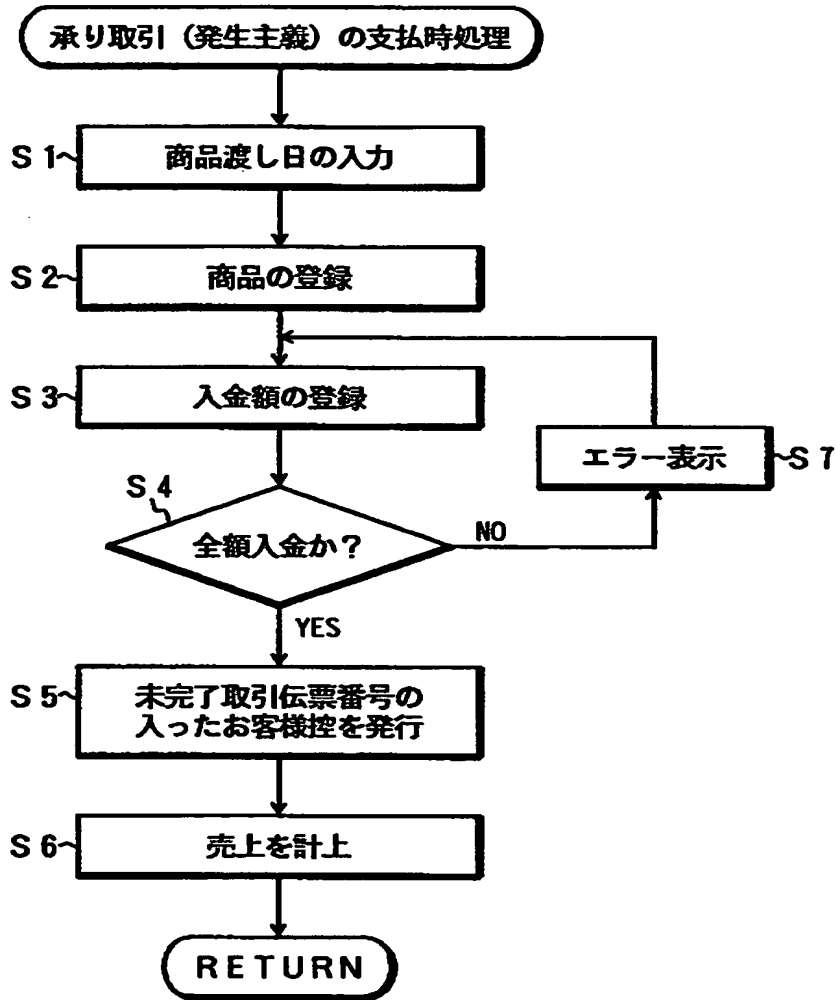 承り取引（発生主義）の支払時処理
S1
商品渡し日の入力
S2
商品の登録
S3
入金額の登録
エラー表示
S7
S4
全額入金か？
NO
YES
S5
未完了取引伝票番号の
入ったお客様控を発行
S6
売上を計上
RETURN